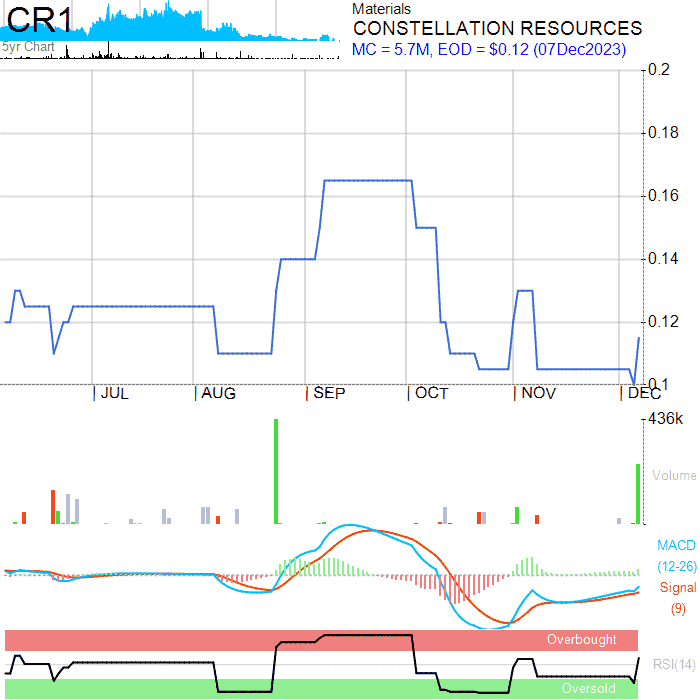 CR1
5yr Chart
Materials
CONSTELLATION RESOURCES
MC = 5.7M, EOD = $0.12 (07Dec2023)
0.2
0.18
0.16
0.14
0.12
0.1
JUL AUG SEP OCT NOV DEC
436k
Volume
MACD
(12-26)
Signal
(9)
Overbought
RSI(14)
Oversold